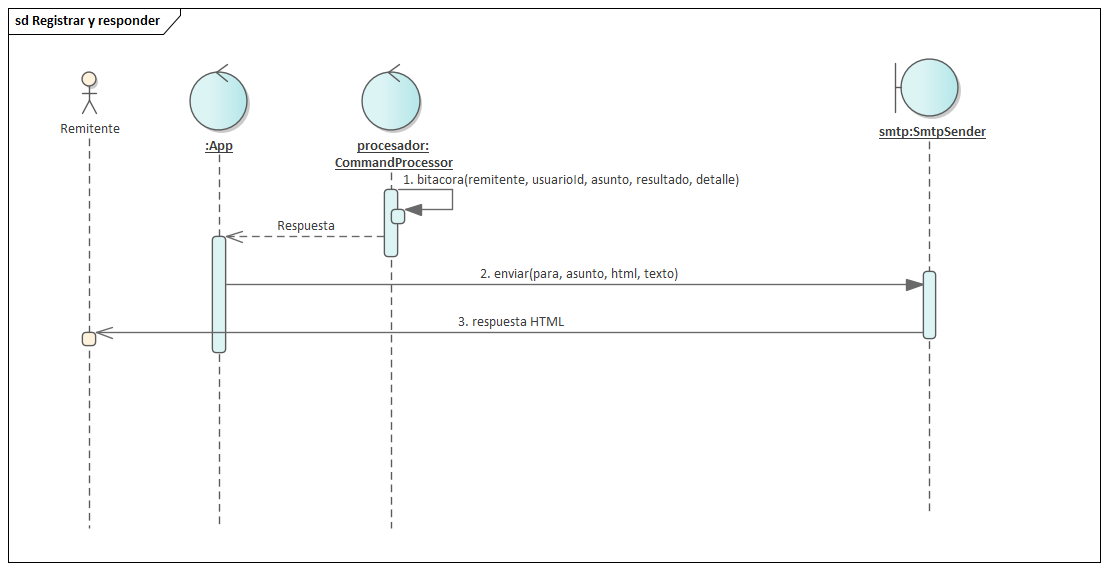 sd Registrar y responder
Remitente
:App
procesador:
CommandProcessor
smtp:SmtpSender
1. bitacora(remitente, usuarioId, asunto, resultado, detalle)
Respuesta
2. enviar(para, asunto, html, texto)
3. respuesta HTML